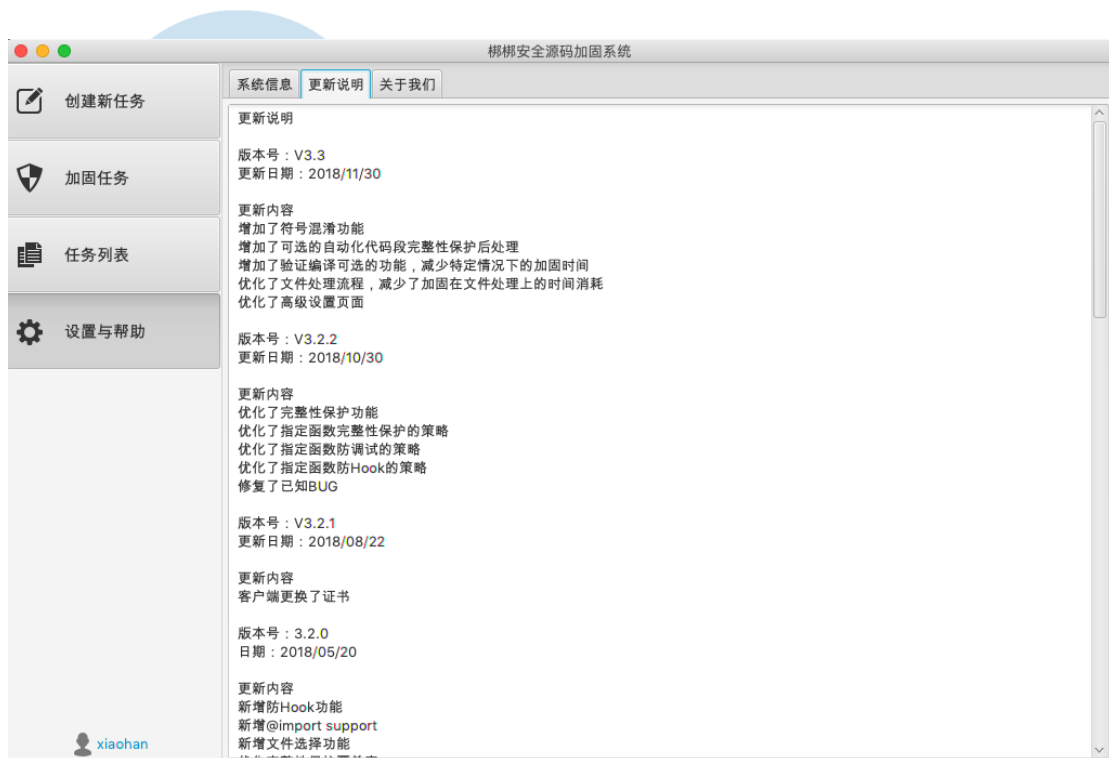 梆梆安全源码加固系统
创建新任务
加固任务
任务列表
设置与帮助
xiaohan
系统信息
更新说明
关于我们
更新说明
版本号：V3.3
更新日期：2018/11/30
更新内容
增加了符号混淆功能
增加了可选的自动化代码段完整性保护后处理
增加了验证编译可选的功能，减少特定情况下的加固时间
优化了文件处理流程，减少了加固在文件处理上的时间消耗
优化了高级设置页面
版本号：V3.2.2
更新日期：2018/10/30
更新内容
优化了完整性保护功能
优化了指定函数完整性保护的策略
优化了指定函数防调试的策略
优化了指定函数防Hook的策略
修复了已知BUG
版本号：V3.2.1
更新日期：2018/08/22
更新内容
客户端更换了证书
版本号：3.2.0
日期：2018/05/20
更新内容
新增防Hook功能
新增@import support
新增文件选择功能